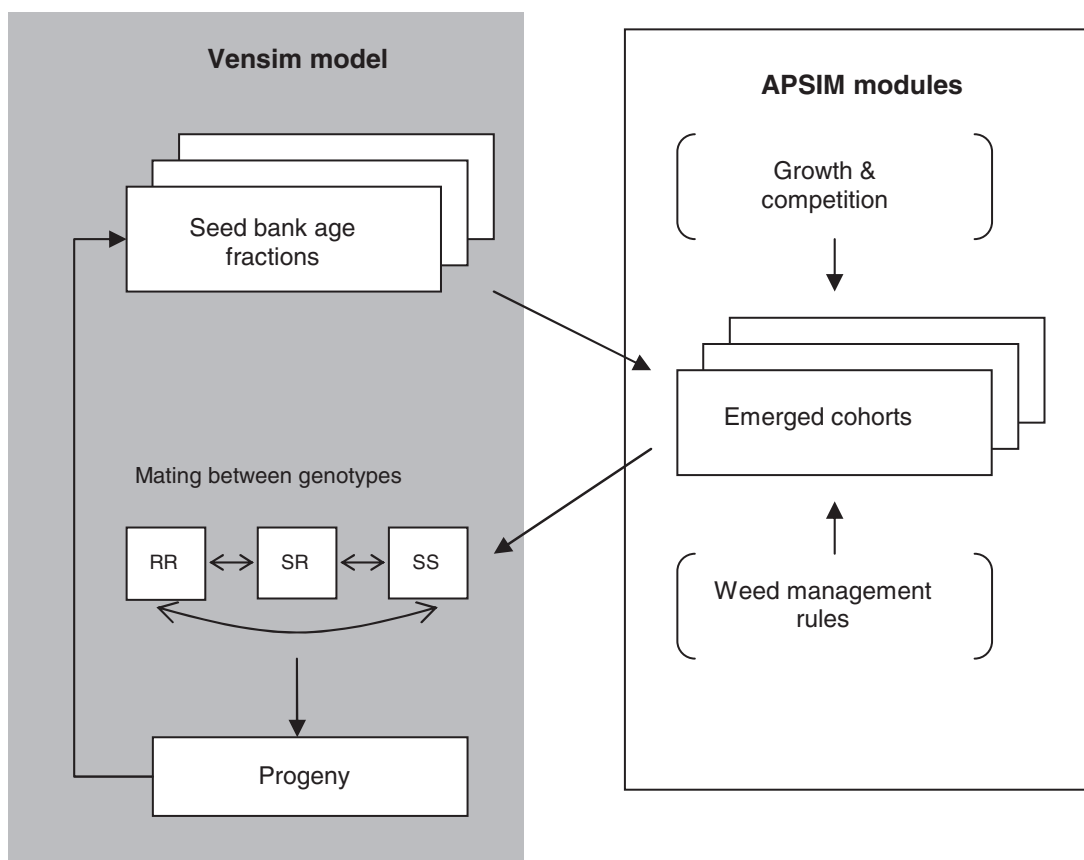 Vensim model
Seed bank age
fractions
Mating between genotypes
RR
SR
SS
Progeny
APSIM modules
Growth &
competition
Emerged cohorts
Weed management
rules